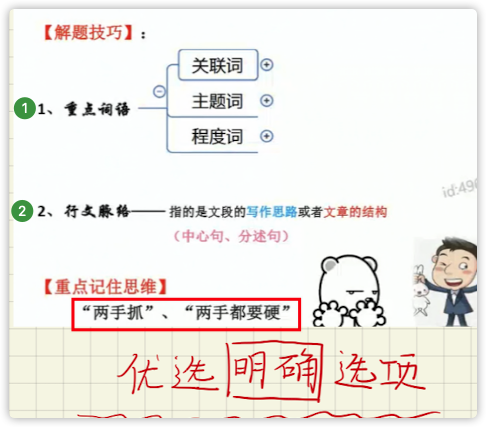 【解题技巧】：
关联词
1 1、重点词语
主题词
程度词
id:496
2 2、行文脉络—— 指的是文段的写作思路或者文章的结构
（中心句、分述句）
【重点记住思维】
“两手抓”、“两手都要硬”
优选 明确 选项